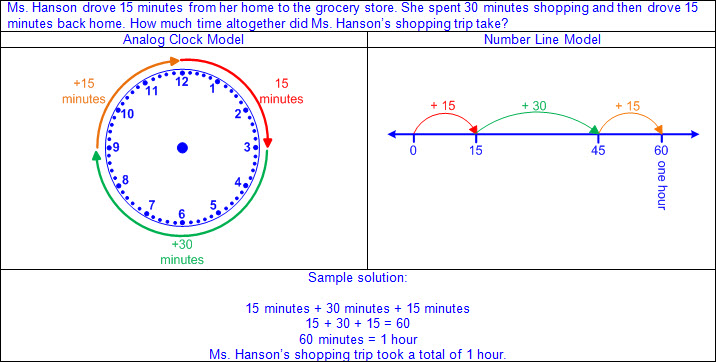 Ms. Hanson drove 15 minutes from her home to the grocery store. She spent 30 minutes shopping and then drove 15
minutes back home. How much time altogether did Ms. Hanson's shopping trip take?
Analog Clock Model
+15
minutes
15
minutes
12
1
2
3
4
5
6
7
8
9
10
11
+30
minutes
Number Line Model
+ 15
+ 30
+ 15
0
15
45
60
one hour
Sample solution:
15 minutes + 30 minutes + 15 minutes
15 + 30 + 15 = 60
60 minutes = 1 hour
Ms. Hanson's shopping trip took a total of 1 hour.